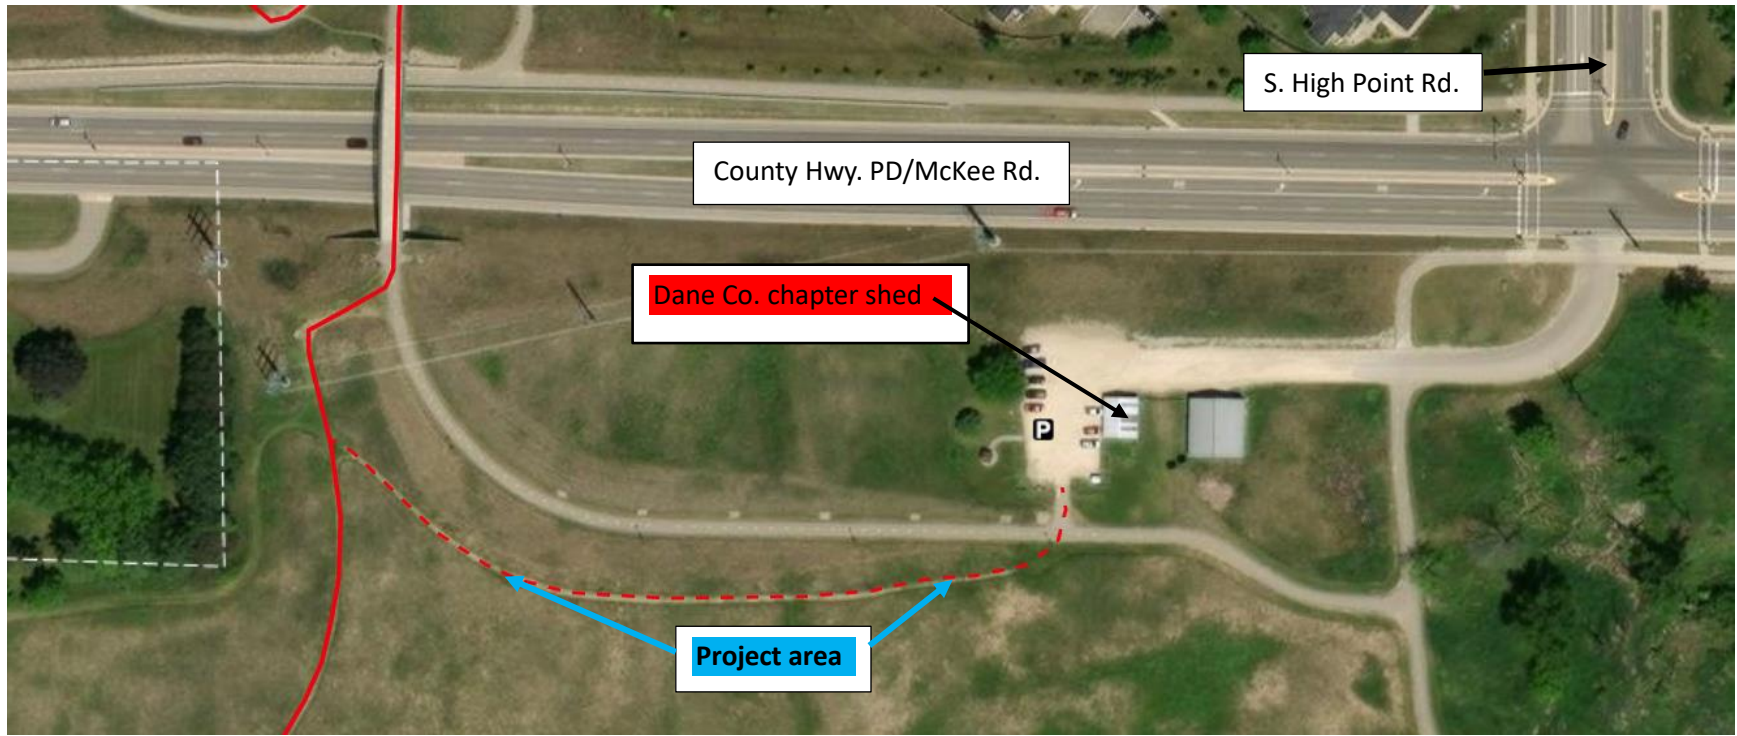 S. High Point Rd.
County Hwy. PD/McKee Rd.
Dane Co. chapter shed
P
Project area